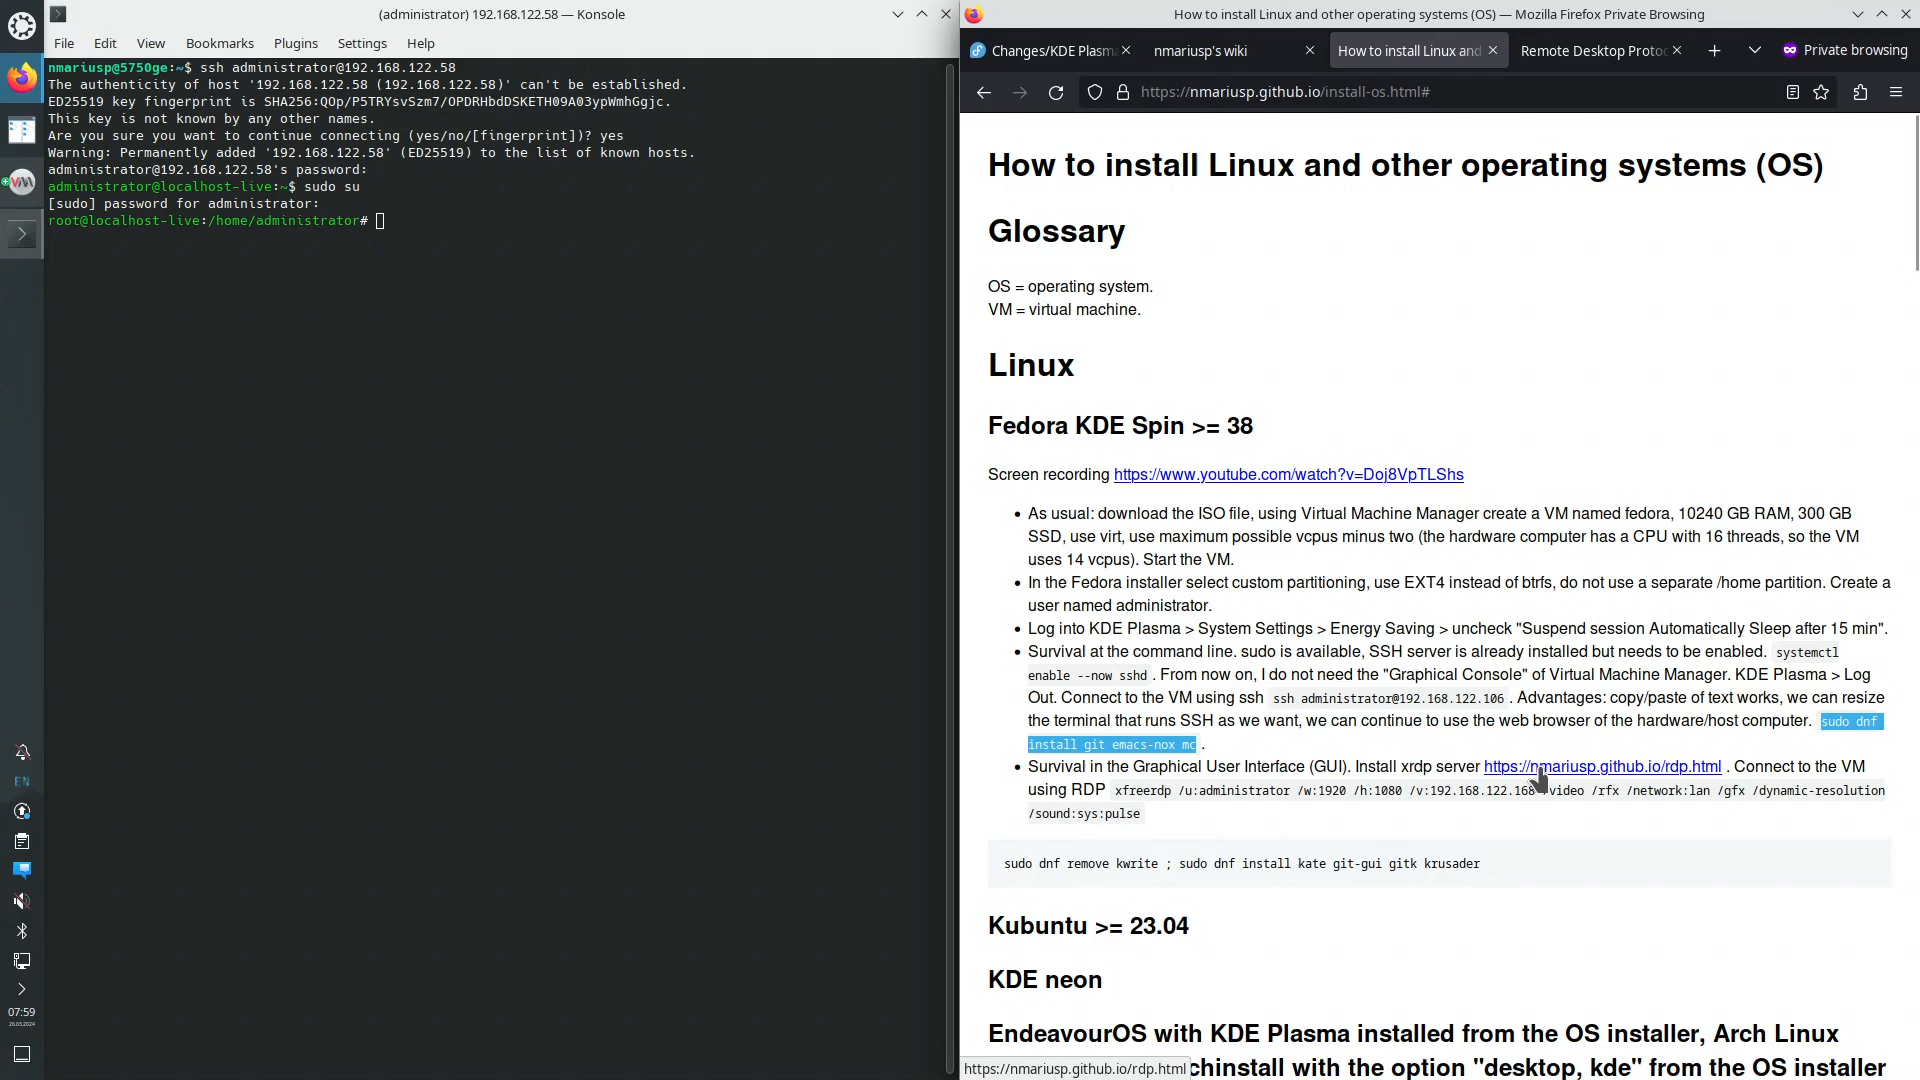 (administrator) 192.168.122.58 — Konsole
File Edit View Bookmarks Plugins Settings Help
nmariusp@5750ge:~$ ssh administrator@192.168.122.58
The authenticity of host '192.168.122.58 (192.168.122.58)' can't be established.
ED25519 key fingerprint is SHA256:QOp/P5TRYsvSzm7/OPDRHbdDSKETH09A03ypWmhGgjc.
This key is not known by any other names.
Are you sure you want to continue connecting (yes/no/[fingerprint])? yes
Warning: Permanently added '192.168.122.58' (ED25519) to the list of known hosts.
administrator@192.168.122.58's password:
administrator@localhost-live:~$ sudo su
[sudo] password for administrator:
root@localhost-live:/home/administrator#
EN
07:59
26.03.2024
How to install Linux and other operating systems (OS) — Mozilla Firefox Private Browsing
Changes/KDE Plasm nmariusp's wiki How to install Linux and Remote Desktop Proto Private browsing
https://nmariusp.github.io/install-os.html#
How to install Linux and other operating systems (OS)
Glossary
OS = operating system.
VM = virtual machine.
Linux
Fedora KDE Spin >= 38
Screen recording https://www.youtube.com/watch?v=Doj8VpTLShs
• As usual: download the ISO file, using Virtual Machine Manager create a VM named fedora, 10240 GB RAM, 300 GB
SSD, use virt, use maximum possible vcpus minus two (the hardware computer has a CPU with 16 threads, so the VM
uses 14 vcpus). Start the VM.
• In the Fedora installer select custom partitioning, use EXT4 instead of btrfs, do not use a separate /home partition. Create a
user named administrator.
• Log into KDE Plasma > System Settings > Energy Saving > uncheck "Suspend session Automatically Sleep after 15 min".
• Survival at the command line. sudo is available, SSH server is already installed but needs to be enabled. systemctl
enable --now sshd . From now on, I do not need the "Graphical Console" of Virtual Machine Manager. KDE Plasma > Log
Out. Connect to the VM using ssh ssh administrator@192.168.122.106 . Advantages: copy/paste of text works, we can resize
the terminal that runs SSH as we want, we can continue to use the web browser of the hardware/host computer. sudo dnf
install git emacs-nox mc .
• Survival in the Graphical User Interface (GUI). Install xrdp server https://nmariusp.github.io/rdp.html . Connect to the VM
using RDP xfreerdp /u:administrator /w:1920 /h:1080 /v:192.168.122.168 /video /rfx /network:lan /gfx /dynamic-resolution
/sound:sys:pulse
sudo dnf remove kwrite ; sudo dnf install kate git-gui gitk krusader
Kubuntu >= 23.04
KDE neon
EndeavourOS with KDE Plasma installed from the OS installer, Arch Linux
chinstall with the option "desktop, kde" from the OS installer
https://nmariusp.github.io/rdp.html